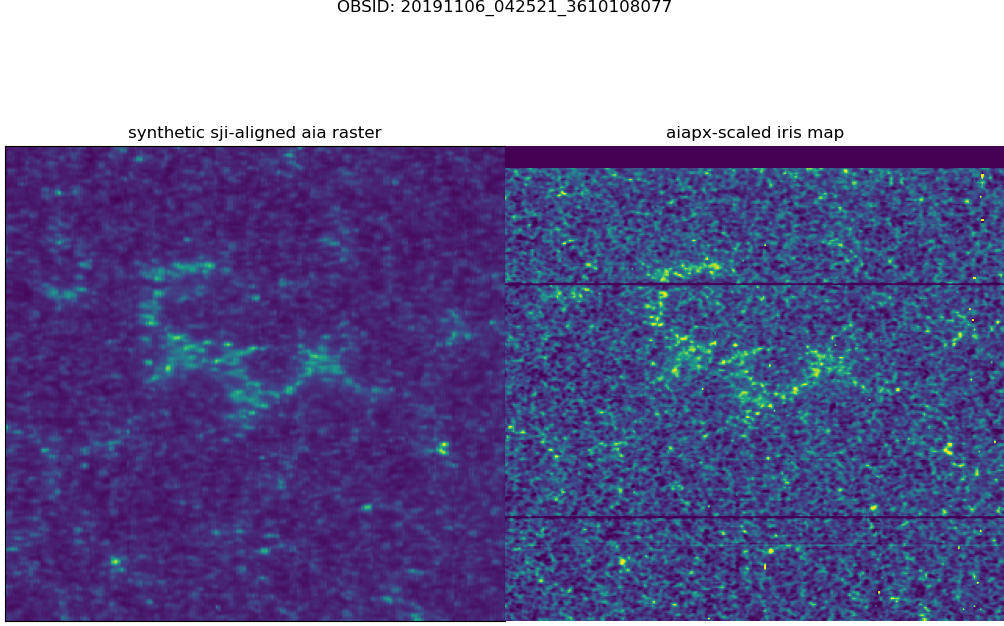 OBSID: 20191106_042521_3610108077
synthetic sji-aligned aia raster
aiapx-scaled iris map